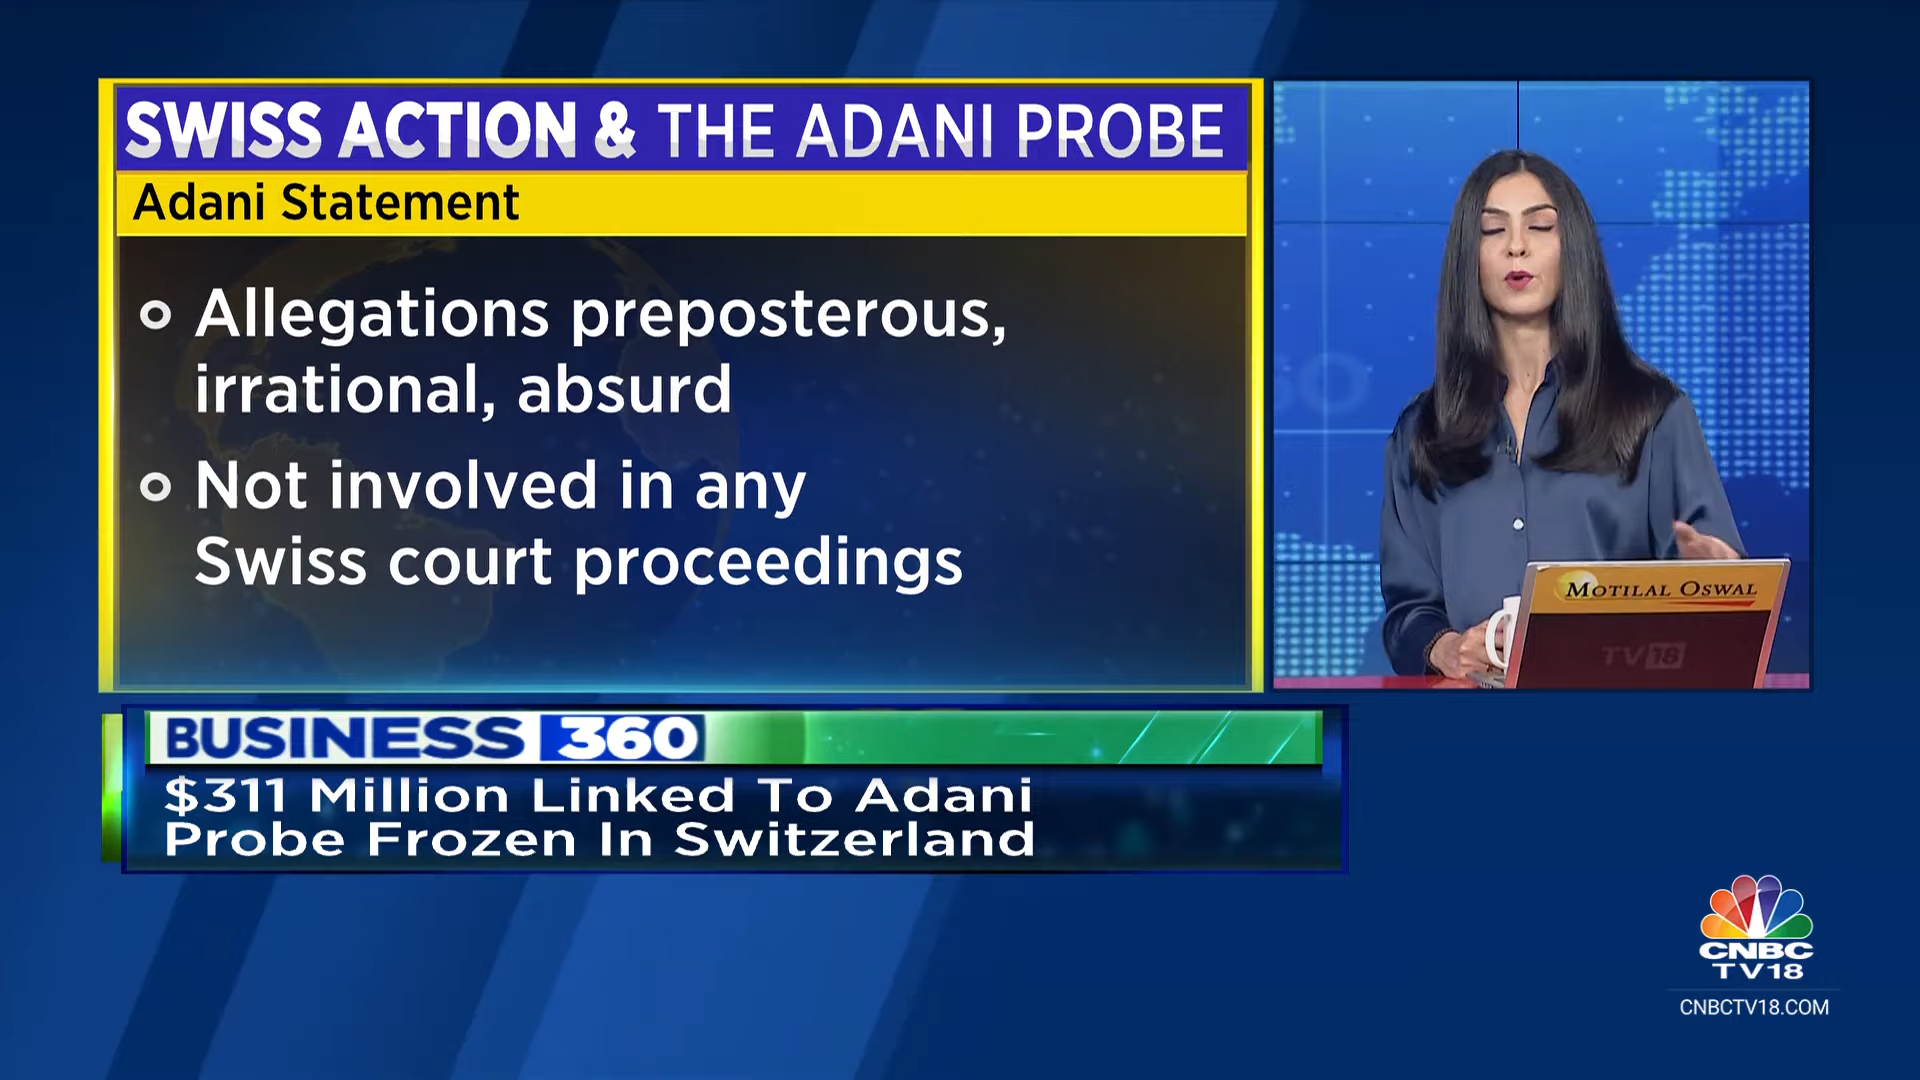 SWISS ACTION & THE ADANI PROBE
Adani Statement
Allegations preposterous,
irrational, absurd
Not involved in any
Swiss court proceedings
MOTILAL OSWAL
TV18
BUSINESS 360
$311 Million Linked To Adani
Probe Frozen In Switzerland
CNBC
TV18
CNBCTV18.COM